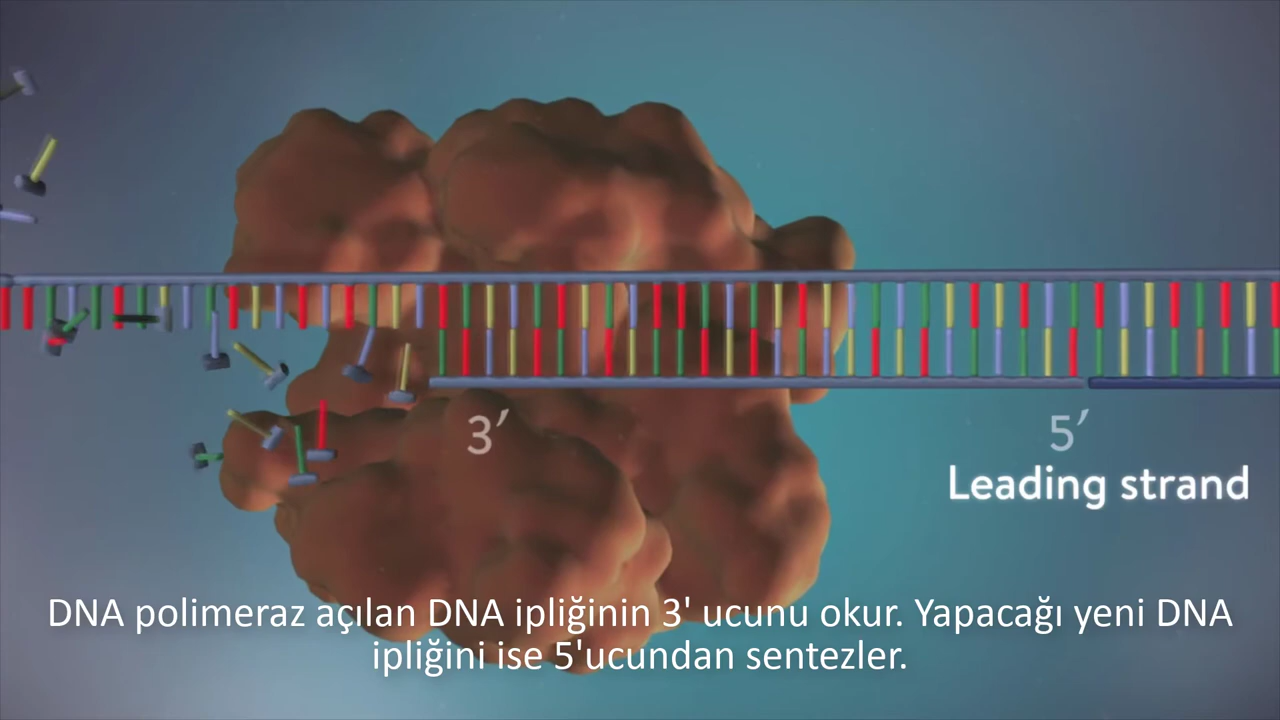 3′ 5′
Leading strand
DNA polimeraz açılan DNA ipliğinin 3' ucunu okur. Yapacağı yeni DNA
ipliğini ise 5'ucundan sentezler.